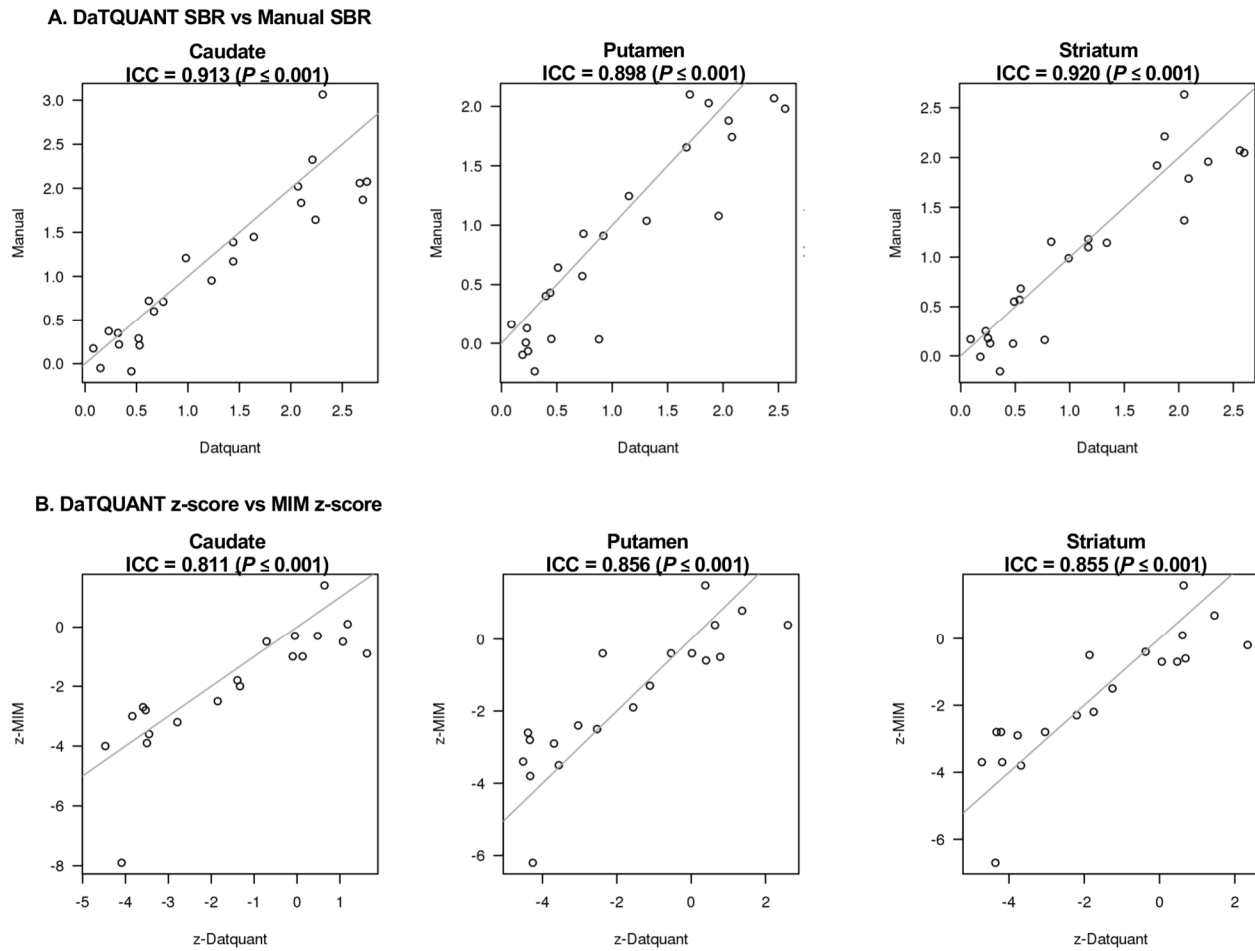 A. DaTQUANT SBR vs Manual SBR
Caudate
ICC = 0.913 (P ≤ 0.001)
3.0
2.5
2.0
1.5
1.0
0.5
0.0
Manual
0.0 0.5 1.0 1.5 2.0 2.5
Datquant
Putamen
ICC = 0.898 (P ≤ 0.001)
2.0
1.5
1.0
0.5
0.0
Manual
0.0 0.5 1.0 1.5 2.0 2.5
Datquant
Striatum
ICC = 0.920 (P ≤ 0.001)
2.5
2.0
1.5
1.0
0.5
0.0
Manual
0.0 0.5 1.0 1.5 2.0 2.5
Datquant
B. DaTQUANT z-score vs MIM z-score
Caudate
ICC = 0.811 (P ≤ 0.001)
0
-2
-4
-6
-8
z-MIM
-5 -4 -3 -2 -1 0 1
z-Datquant
Putamen
ICC = 0.856 (P ≤ 0.001)
0
-2
-4
-6
z-MIM
-4 -2 0 2
z-Datquant
Striatum
ICC = 0.855 (P ≤ 0.001)
0
-2
-4
-6
z-MIM
-4 -2 0 2
z-Datquant